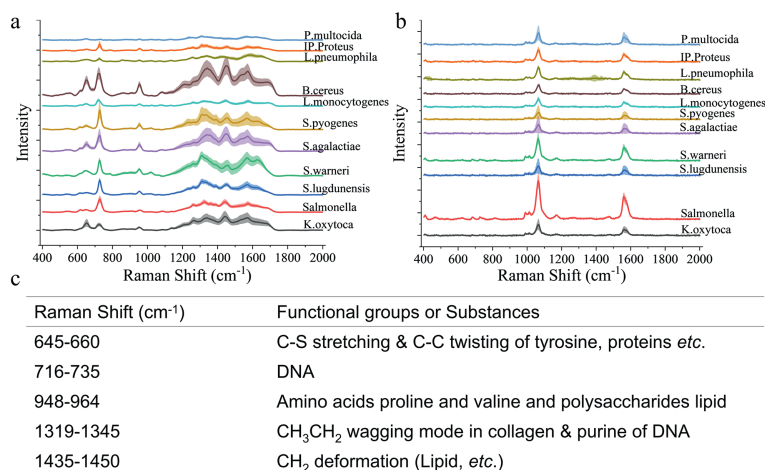 a
P.multocida
IP.Proteus
L.pneumophila
B.cereus
L.monocytogenes
S.pyogenes
S.agalactiae
S.warneri
S.lugdunensis
Salmonella
K.oxytoca
Intensity
400 600 800 1000 1200 1400 1600 1800 2000
Raman Shift (cm-1)
b
P.multocida
IP.Proteus
L.pneumophila
B.cereus
L.monocytogenes
S.pyogenes
S.agalactiae
S.warneri
S.lugdunensis
Salmonella
K.oxytoca
Intensity
400 600 800 1000 1200 1400 1600 1800 2000
Raman Shift (cm-1)
c
Raman Shift (cm-1) Functional groups or Substances
645-660 C-S stretching & C-C twisting of tyrosine, proteins etc.
716-735 DNA
948-964 Amino acids proline and valine and polysaccharides lipid
1319-1345 CH3CH2 wagging mode in collagen & purine of DNA
1435-1450 CH2 deformation (Lipid, etc.)